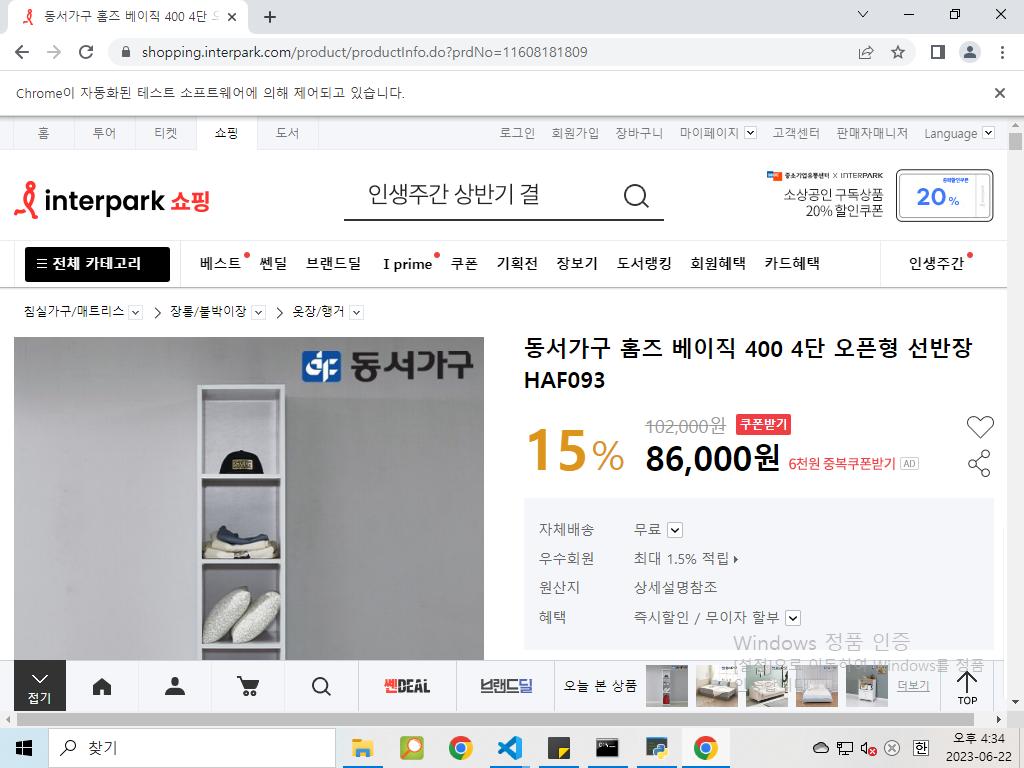 동서가구 홈즈 베이직 400 4단 오
shopping.interpark.com/product/productInfo.do?prdNo=11608181809
Chrome이 자동화된 테스트 소프트웨어에 의해 제어되고 있습니다.
홈 투어 티켓 쇼핑 도서 로그인 회원가입 장바구니 마이페이지 고객센터 판매자매니저 Language
interpark 쇼핑
인생주간 상반기 결
중소기업유통센터 X INTERPARK
소상공인 구독상품
20% 할인쿠폰
20%
전체 카테고리 베스트 쎈딜 브랜드딜 I prime 쿠폰 기획전 장보기 도서랭킹 회원혜택 카드혜택 인생주간
침실가구/매트리스 장롱/붙박이장 옷장/행거
동서가구
동서가구 홈즈 베이직 400 4단 오픈형 선반장
HAF093
15%
102,000원 쿠폰받기
86,000원 6천원 중복쿠폰받기 AD
자체배송 무료
우수회원 최대 1.5% 적립
원산지 상세설명참조
혜택 즉시할인 / 무이자 할부
Windows 정품 인증
[설정]으로 이동하여 Windows를 정품
접기
쎈DEAL 브랜드딜 오늘 본 상품 더보기 TOP
찾기
한
오후 4:34
2023-06-22